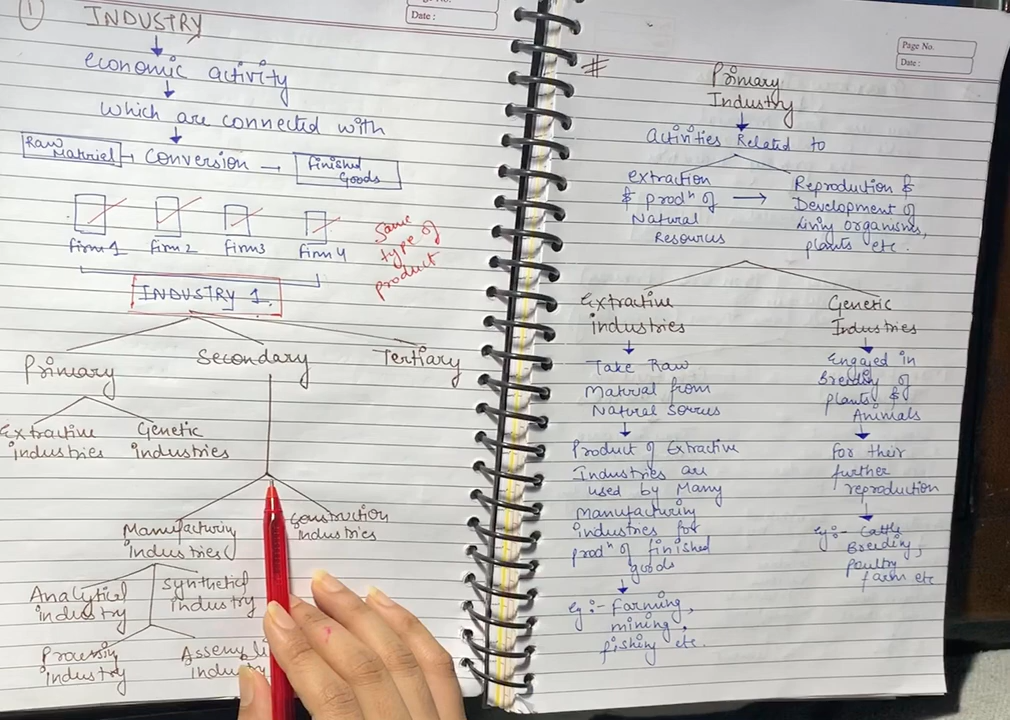 1
INDUSTRY
Date :
economic activity
which are connected with
Raw
Material
Conversion
Finished
Goods
firm 1
firm 2
firm 3
firm 4
Same
type of
product
INDUSTRY 1
Primary
Secondary
Tertiary
Extractive
industries
Genetic
industries
Manufacturing
industries
Construction
industries
Analytical
industry
Synthetical
industry
industry
Page No.
Date :
#
Primary
Industry
activities Related to
extraction
& prodⁿ of
Natural
Reproduction &
Development of
living organisms,
plants etc.
Extractive
industries
Take Raw
Material from
Natural
Product of Extractive
Industries are
used by Many
Manufacturing
industries for
prodⁿ of finished
goods
eg :- Farming,
mining,
fishing etc.
Genetic
Industries
Engaged in
Breeding of
plants &
Animals
for their
further
reproduction
eg :- Cattle
Breeding,
farm etc